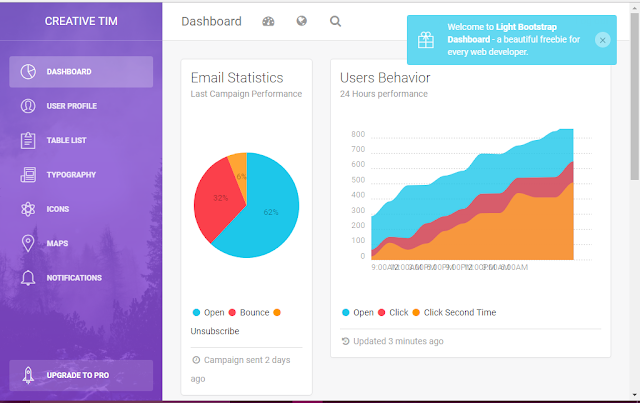 CREATIVE TIM
DASHBOARD
USER PROFILE
TABLE LIST
TYPOGRAPHY
ICONS
MAPS
NOTIFICATIONS
UPGRADE TO PRO
Dashboard
Welcome to Light Bootstrap
Dashboard - a beautiful freebie for
every web developer.
Email Statistics
Last Campaign Performance
6%
32%
62%
Open Bounce
Unsubscribe
Campaign sent 2 days
ago
Users Behavior
24 Hours performance
800
700
600
500
400
300
200
100
0
9:00AM
Open Click Click Second Time
Updated 3 minutes ago